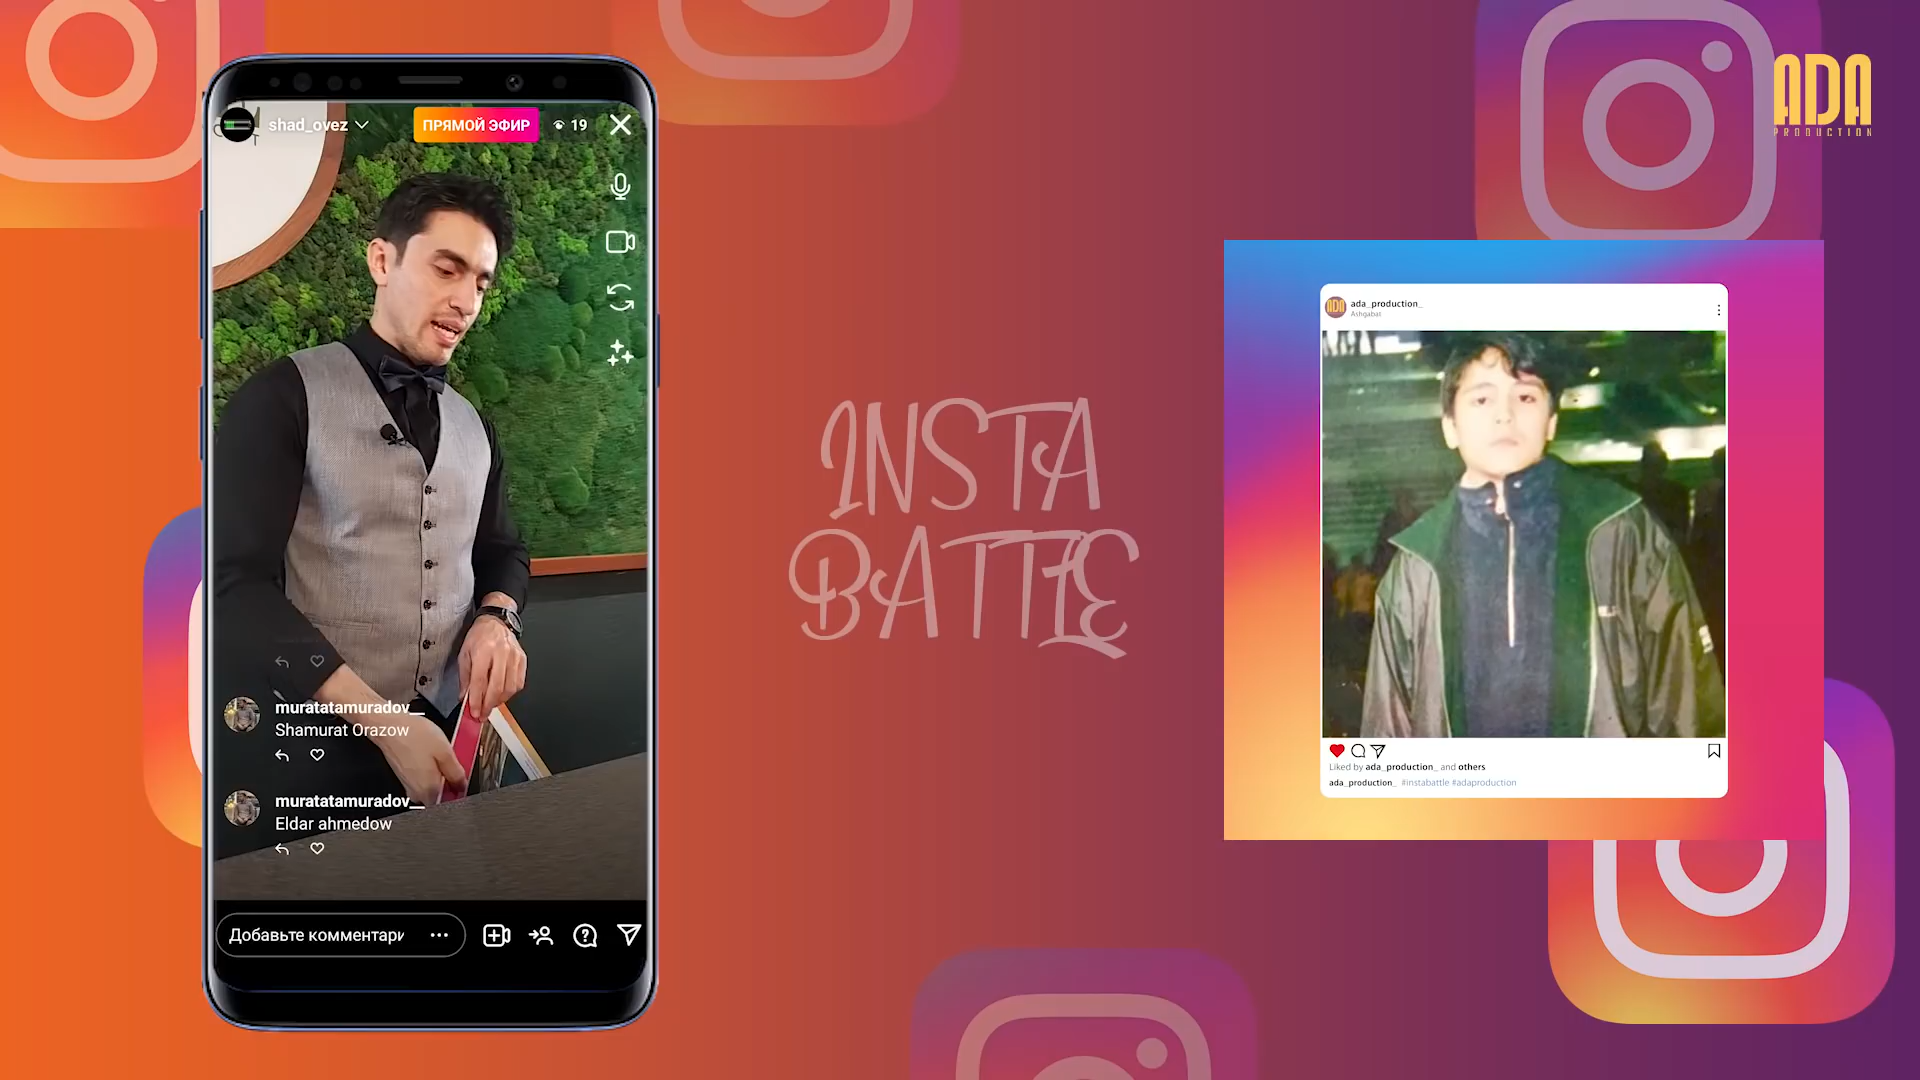 shad_ovez
ПРЯМОЙ ЭФИР
19
muratatamuradov__
Shamurat Orazow
muratatamuradov__
Eldar ahmedow
Добавьте комментари
INSTA
BATTLE
ADA
PRODUCTION
ADA
ada_production_
Ashgabat
Liked by ada_production_ and others
ada_production_ #instabattle #adaproduction